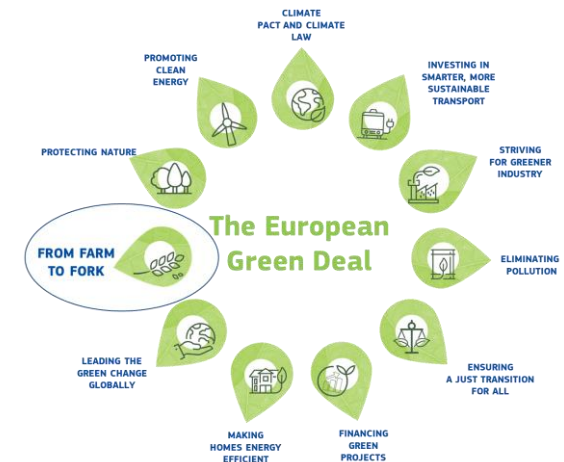 CLIMATE
PACT AND CLIMATE
LAW
INVESTING IN
SMARTER, MORE
SUSTAINABLE
TRANSPORT
STRIVING
FOR GREENER
INDUSTRY
ELIMINATING
POLLUTION
ENSURING
A JUST TRANSITION
FOR ALL
FINANCING
GREEN
PROJECTS
MAKING
HOMES ENERGY
EFFICIENT
LEADING THE
GREEN CHANGE
GLOBALLY
FROM FARM
TO FORK
PROTECTING NATURE
PROMOTING
CLEAN
ENERGY
The European
Green Deal